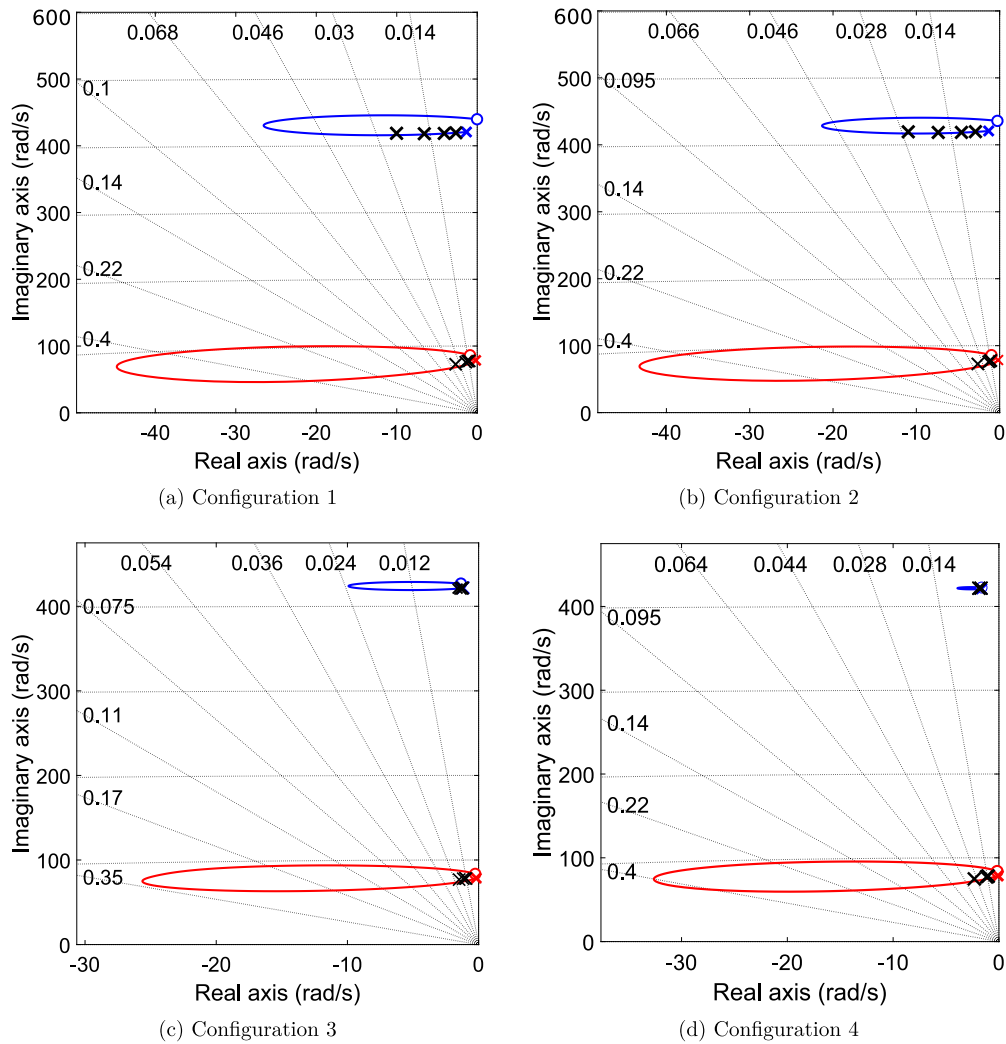 600
0.068 0.046 0.03 0.014
500
0.1
400
0.14
300
0.22
200
0.4
100
0
-40 -30 -20 -10 0
Imaginary axis (rad/s)
Real axis (rad/s)
(a) Configuration 1
600
0.066 0.046 0.028 0.014
500
0.095
400
0.14
300
0.22
200
0.4
100
0
-40 -30 -20 -10 0
Imaginary axis (rad/s)
Real axis (rad/s)
(b) Configuration 2
0.054 0.036 0.024 0.012
400
0.075
300
0.11
200
0.17
100
0.35
0
-30 -20 -10 0
Imaginary axis (rad/s)
Real axis (rad/s)
(c) Configuration 3
0.064 0.044 0.028 0.014
400
0.095
300
0.14
200
0.22
100
0.4
0
-30 -20 -10 0
Imaginary axis (rad/s)
Real axis (rad/s)
(d) Configuration 4